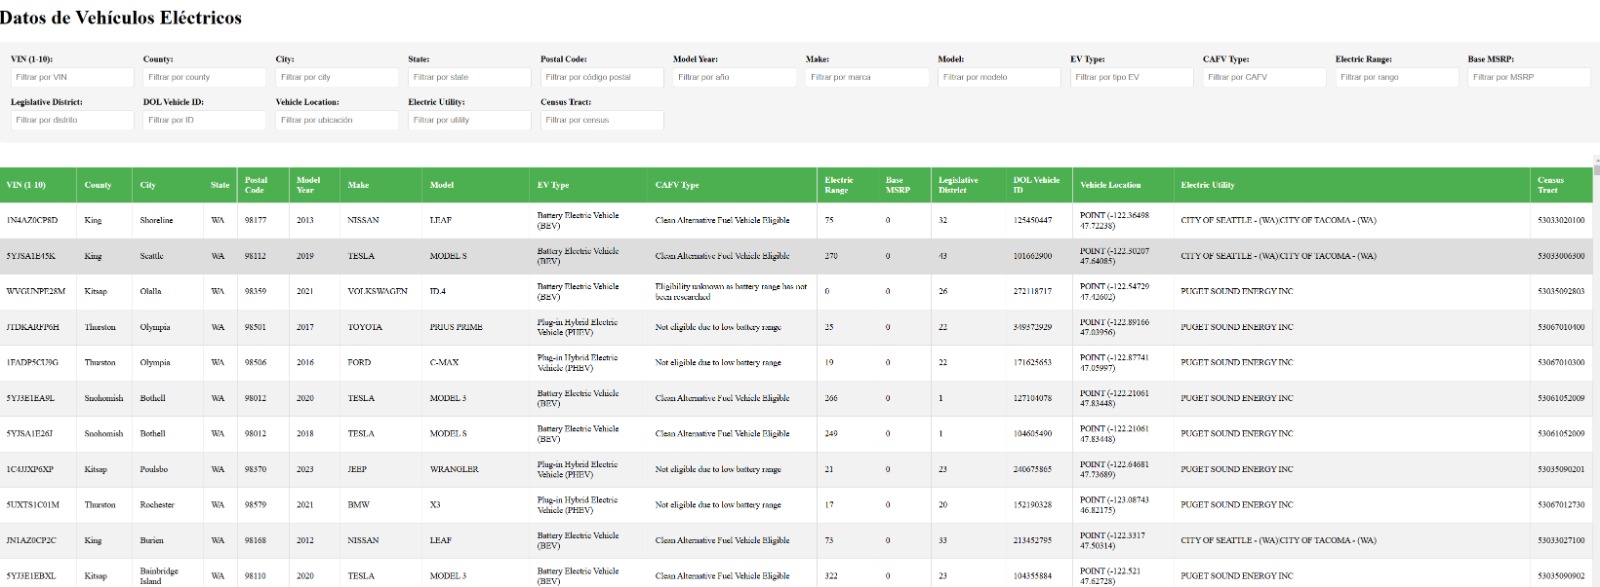 Datos de Vehículos Eléctricos
VIN (1-10): County: City: State: Postal Code: Model Year: Make: Model: EV Type: CAFV Type: Electric Range: Base MSRP:
Filtrar por VIN Filtrar por county Filtrar por city Filtrar por state Filtrar por código postal Filtrar por año Filtrar por marca Filtrar por modelo Filtrar por tipo EV Filtrar por CAFV Filtrar por rango Filtrar por MSRP
Legislative District: DOL Vehicle ID: Vehicle Location: Electric Utility: Census Tract:
Filtrar por distrito Filtrar por ID Filtrar por ubicación Filtrar por utility Filtrar por census
VIN (1-10) County City State Postal Code Model Year Make Model EV Type CAFV Type Electric Range Base MSRP Legislative District DOL Vehicle ID Vehicle Location Electric Utility Census Tract
1N4AZ0CP8D King Shoreline WA 98177 2013 NISSAN LEAF Battery Electric Vehicle (BEV) Clean Alternative Fuel Vehicle Eligible 75 0 32 125450447 POINT (-122.36498 47.72238) CITY OF SEATTLE - (WA)|CITY OF TACOMA - (WA) 53033020100
5YJSA1E45K King Seattle WA 98112 2019 TESLA MODEL S Battery Electric Vehicle (BEV) Clean Alternative Fuel Vehicle Eligible 270 0 43 101662900 POINT (-122.30207 47.64085) CITY OF SEATTLE - (WA)|CITY OF TACOMA - (WA) 53033006300
WVGUNPE28M Kitsap Olalla WA 98359 2021 VOLKSWAGEN ID.4 Battery Electric Vehicle (BEV) Eligibility unknown as battery range has not been researched 0 0 26 272118717 POINT (-122.54729 47.42602) PUGET SOUND ENERGY INC 53035092803
JTDKARFP6H Thurston Olympia WA 98501 2017 TOYOTA PRIUS PRIME Plug-in Hybrid Electric Vehicle (PHEV) Not eligible due to low battery range 25 0 22 349372929 POINT (-122.89166 47.03956) PUGET SOUND ENERGY INC 53067010400
1FADP5CU9G Thurston Olympia WA 98506 2016 FORD C-MAX Plug-in Hybrid Electric Vehicle (PHEV) Not eligible due to low battery range 19 0 22 171625653 POINT (-122.87741 47.05997) PUGET SOUND ENERGY INC 53067010300
5YJ3E1EA9L Snohomish Bothell WA 98012 2020 TESLA MODEL 3 Battery Electric Vehicle (BEV) Clean Alternative Fuel Vehicle Eligible 266 0 1 127104078 POINT (-122.21061 47.83448) PUGET SOUND ENERGY INC 53061052009
5YJSA1E26J Snohomish Bothell WA 98012 2018 TESLA MODEL S Battery Electric Vehicle (BEV) Clean Alternative Fuel Vehicle Eligible 249 0 1 104605490 POINT (-122.21061 47.83448) PUGET SOUND ENERGY INC 53061052009
1C4JJXP6XP Kitsap Poulsbo WA 98370 2023 JEEP WRANGLER Plug-in Hybrid Electric Vehicle (PHEV) Not eligible due to low battery range 21 0 23 240675865 POINT (-122.64681 47.73689) PUGET SOUND ENERGY INC 53035090201
5UXTS1C01M Thurston Rochester WA 98579 2021 BMW X3 Plug-in Hybrid Electric Vehicle (PHEV) Not eligible due to low battery range 17 0 20 152190328 POINT (-123.08743 46.82175) PUGET SOUND ENERGY INC 53067012730
JN1AZ0CP2C King Burien WA 98168 2012 NISSAN LEAF Battery Electric Vehicle (BEV) Clean Alternative Fuel Vehicle Eligible 73 0 33 213452795 POINT (-122.3317 47.50314) CITY OF SEATTLE - (WA)|CITY OF TACOMA - (WA) 53033027100
5YJ3E1EBXL Kitsap Bainbridge Island WA 98110 2020 TESLA MODEL 3 Battery Electric Vehicle (BEV) Clean Alternative Fuel Vehicle Eligible 322 0 23 104355884 POINT (-122.521 47.62728) PUGET SOUND ENERGY INC 53035090902